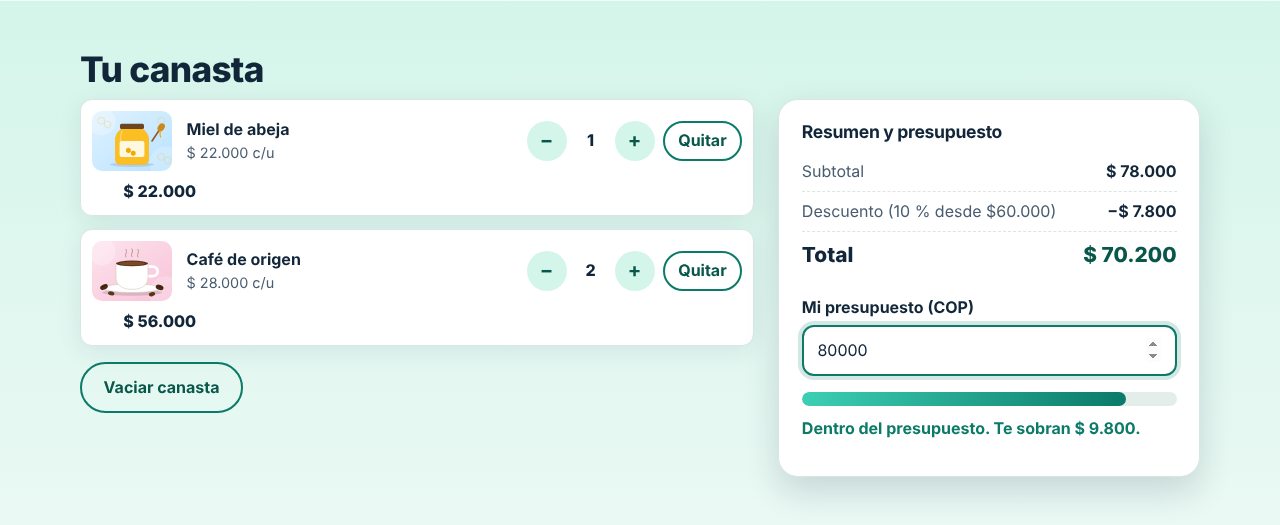 Tu canasta
Miel de abeja
$ 22.000 c/u
− 1 + Quitar
$ 22.000
Café de origen
$ 28.000 c/u
− 2 + Quitar
$ 56.000
Vaciar canasta
Resumen y presupuesto
Subtotal $ 78.000
Descuento (10 % desde $60.000) −$ 7.800
Total $ 70.200
Mi presupuesto (COP)
80000
Dentro del presupuesto. Te sobran $ 9.800.